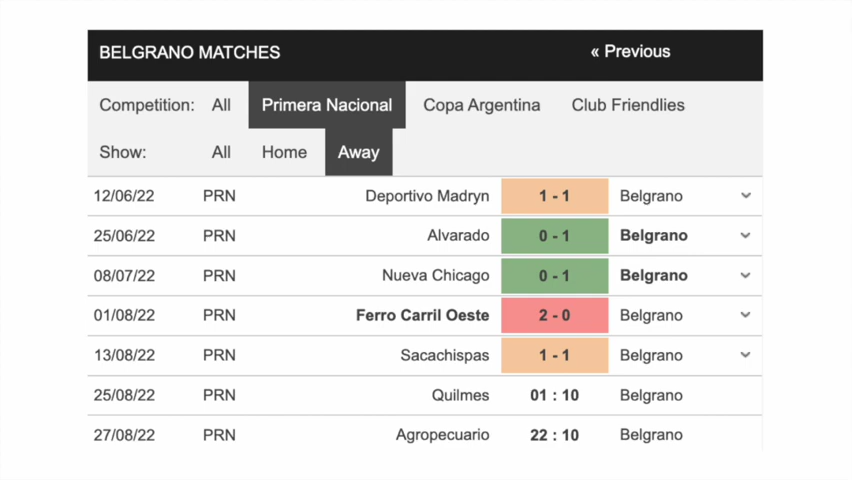 BELGRANO MATCHES « Previous
Competition: All Primera Nacional Copa Argentina Club Friendlies
Show: All Home Away
12/06/22 PRN Deportivo Madryn 1 - 1 Belgrano
25/06/22 PRN Alvarado 0 - 1 Belgrano
08/07/22 PRN Nueva Chicago 0 - 1 Belgrano
01/08/22 PRN Ferro Carril Oeste 2 - 0 Belgrano
13/08/22 PRN Sacachispas 1 - 1 Belgrano
25/08/22 PRN Quilmes 01 : 10 Belgrano
27/08/22 PRN Agropecuario 22 : 10 Belgrano